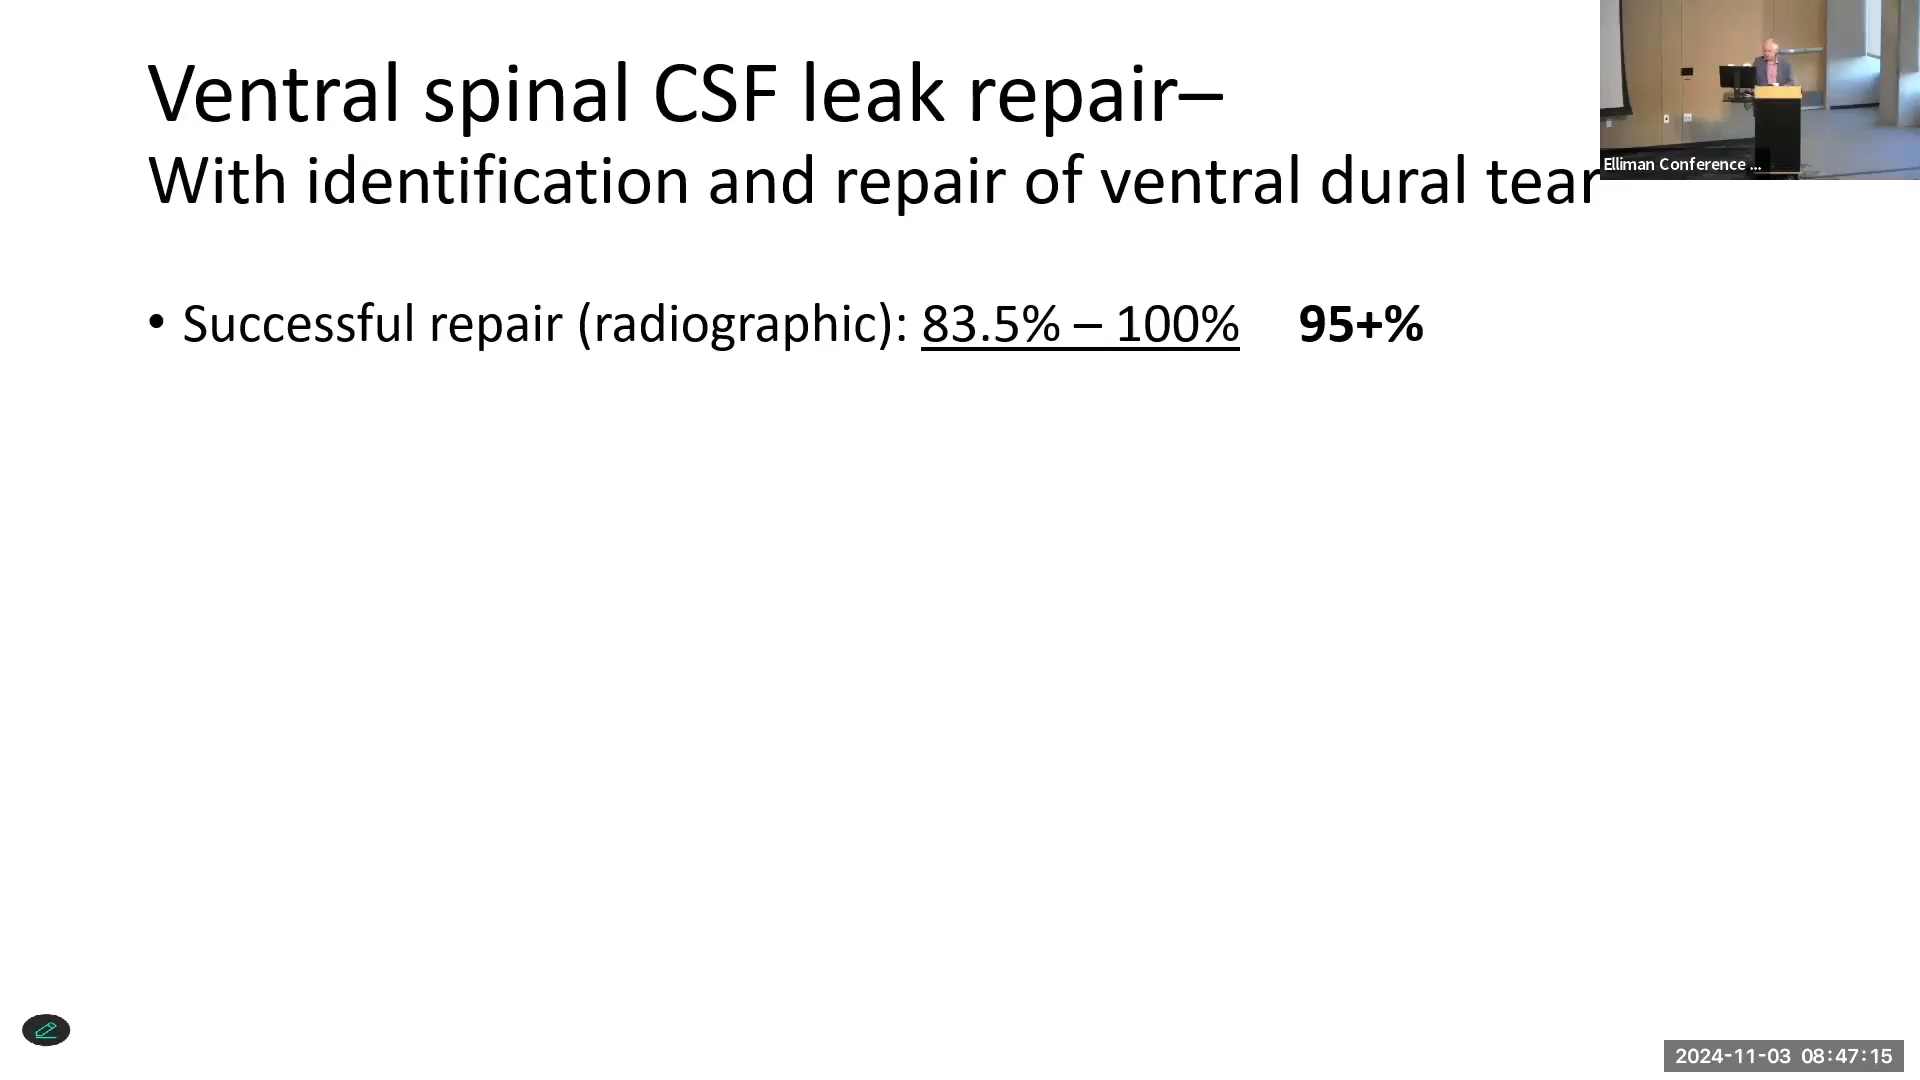 Ventral spinal CSF leak repair–
With identification and repair of ventral dural tear
Elliman Conference ...
• Successful repair (radiographic): 83.5% – 100% 95+%
2024-11-03 08:47:15